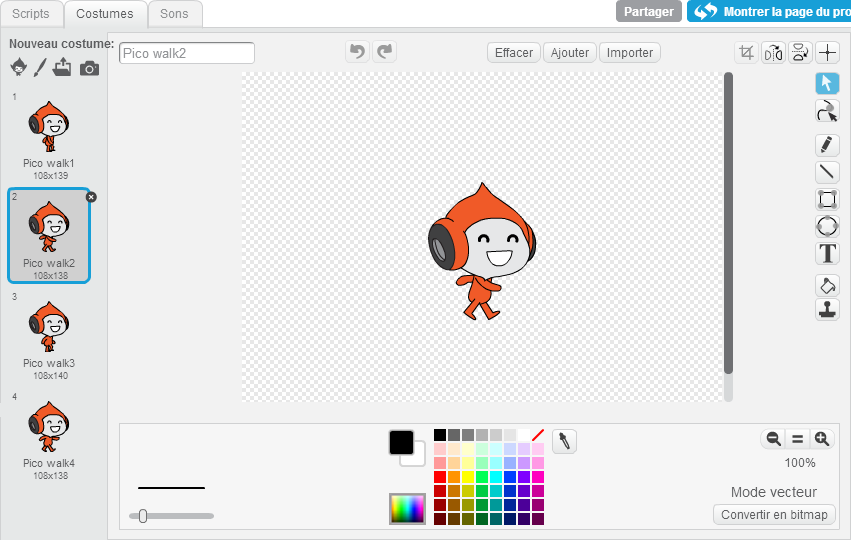 Scripts
Costumes
Sons
Partager
Montrer la page du pro
Nouveau costume:
Pico walk2
Effacer
Ajouter
Importer
1
Pico walk1
108x139
2
Pico walk2
108x138
3
Pico walk3
108x140
4
Pico walk4
108x138
T
100%
Mode vecteur
Convertir en bitmap